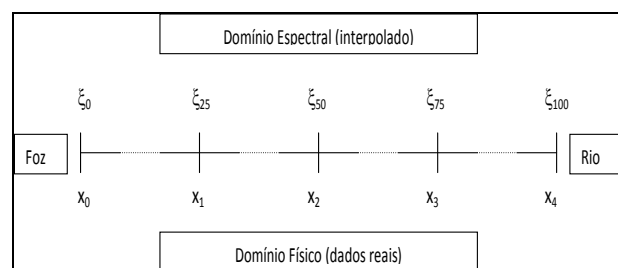 Domínio Espectral (interpolado)
ξ0 ξ25 ξ50 ξ75 ξ100
Foz Rio
x0 x1 x2 x3 x4
Domínio Físico (dados reais)